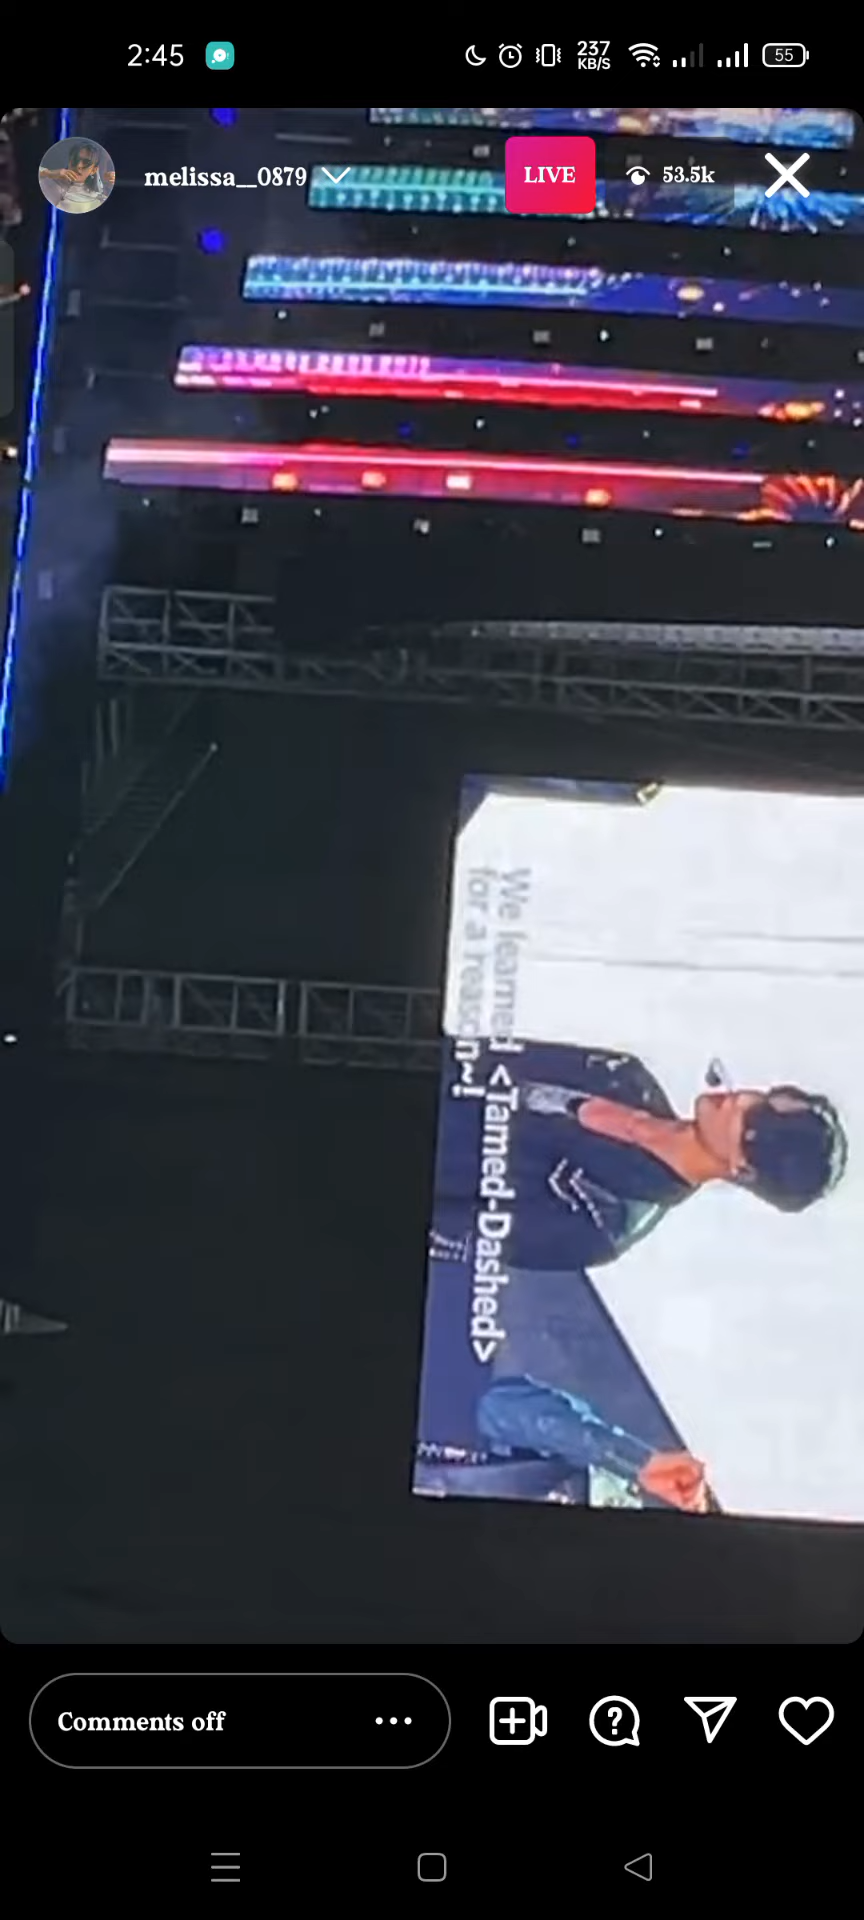 2:45
237
KB/S
55
melissa__0879
LIVE
53.5k
We learned <Tamed-Dashed>
for a reason~!
Comments off